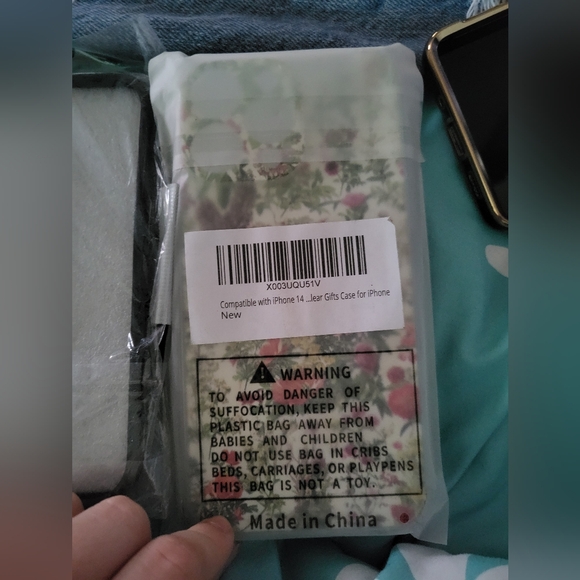 X003UQU51V
Compatible with iPhone 14 ...lear Gifts Case for iPhone
New
WARNING
TO AVOID DANGER OF
SUFFOCATION, KEEP THIS
PLASTIC BAG AWAY FROM
BABIES AND CHILDREN
DO NOT USE BAG IN CRIBS
BEDS, CARRIAGES, OR PLAYPENS
THIS BAG IS NOT A TOY.
Made in China